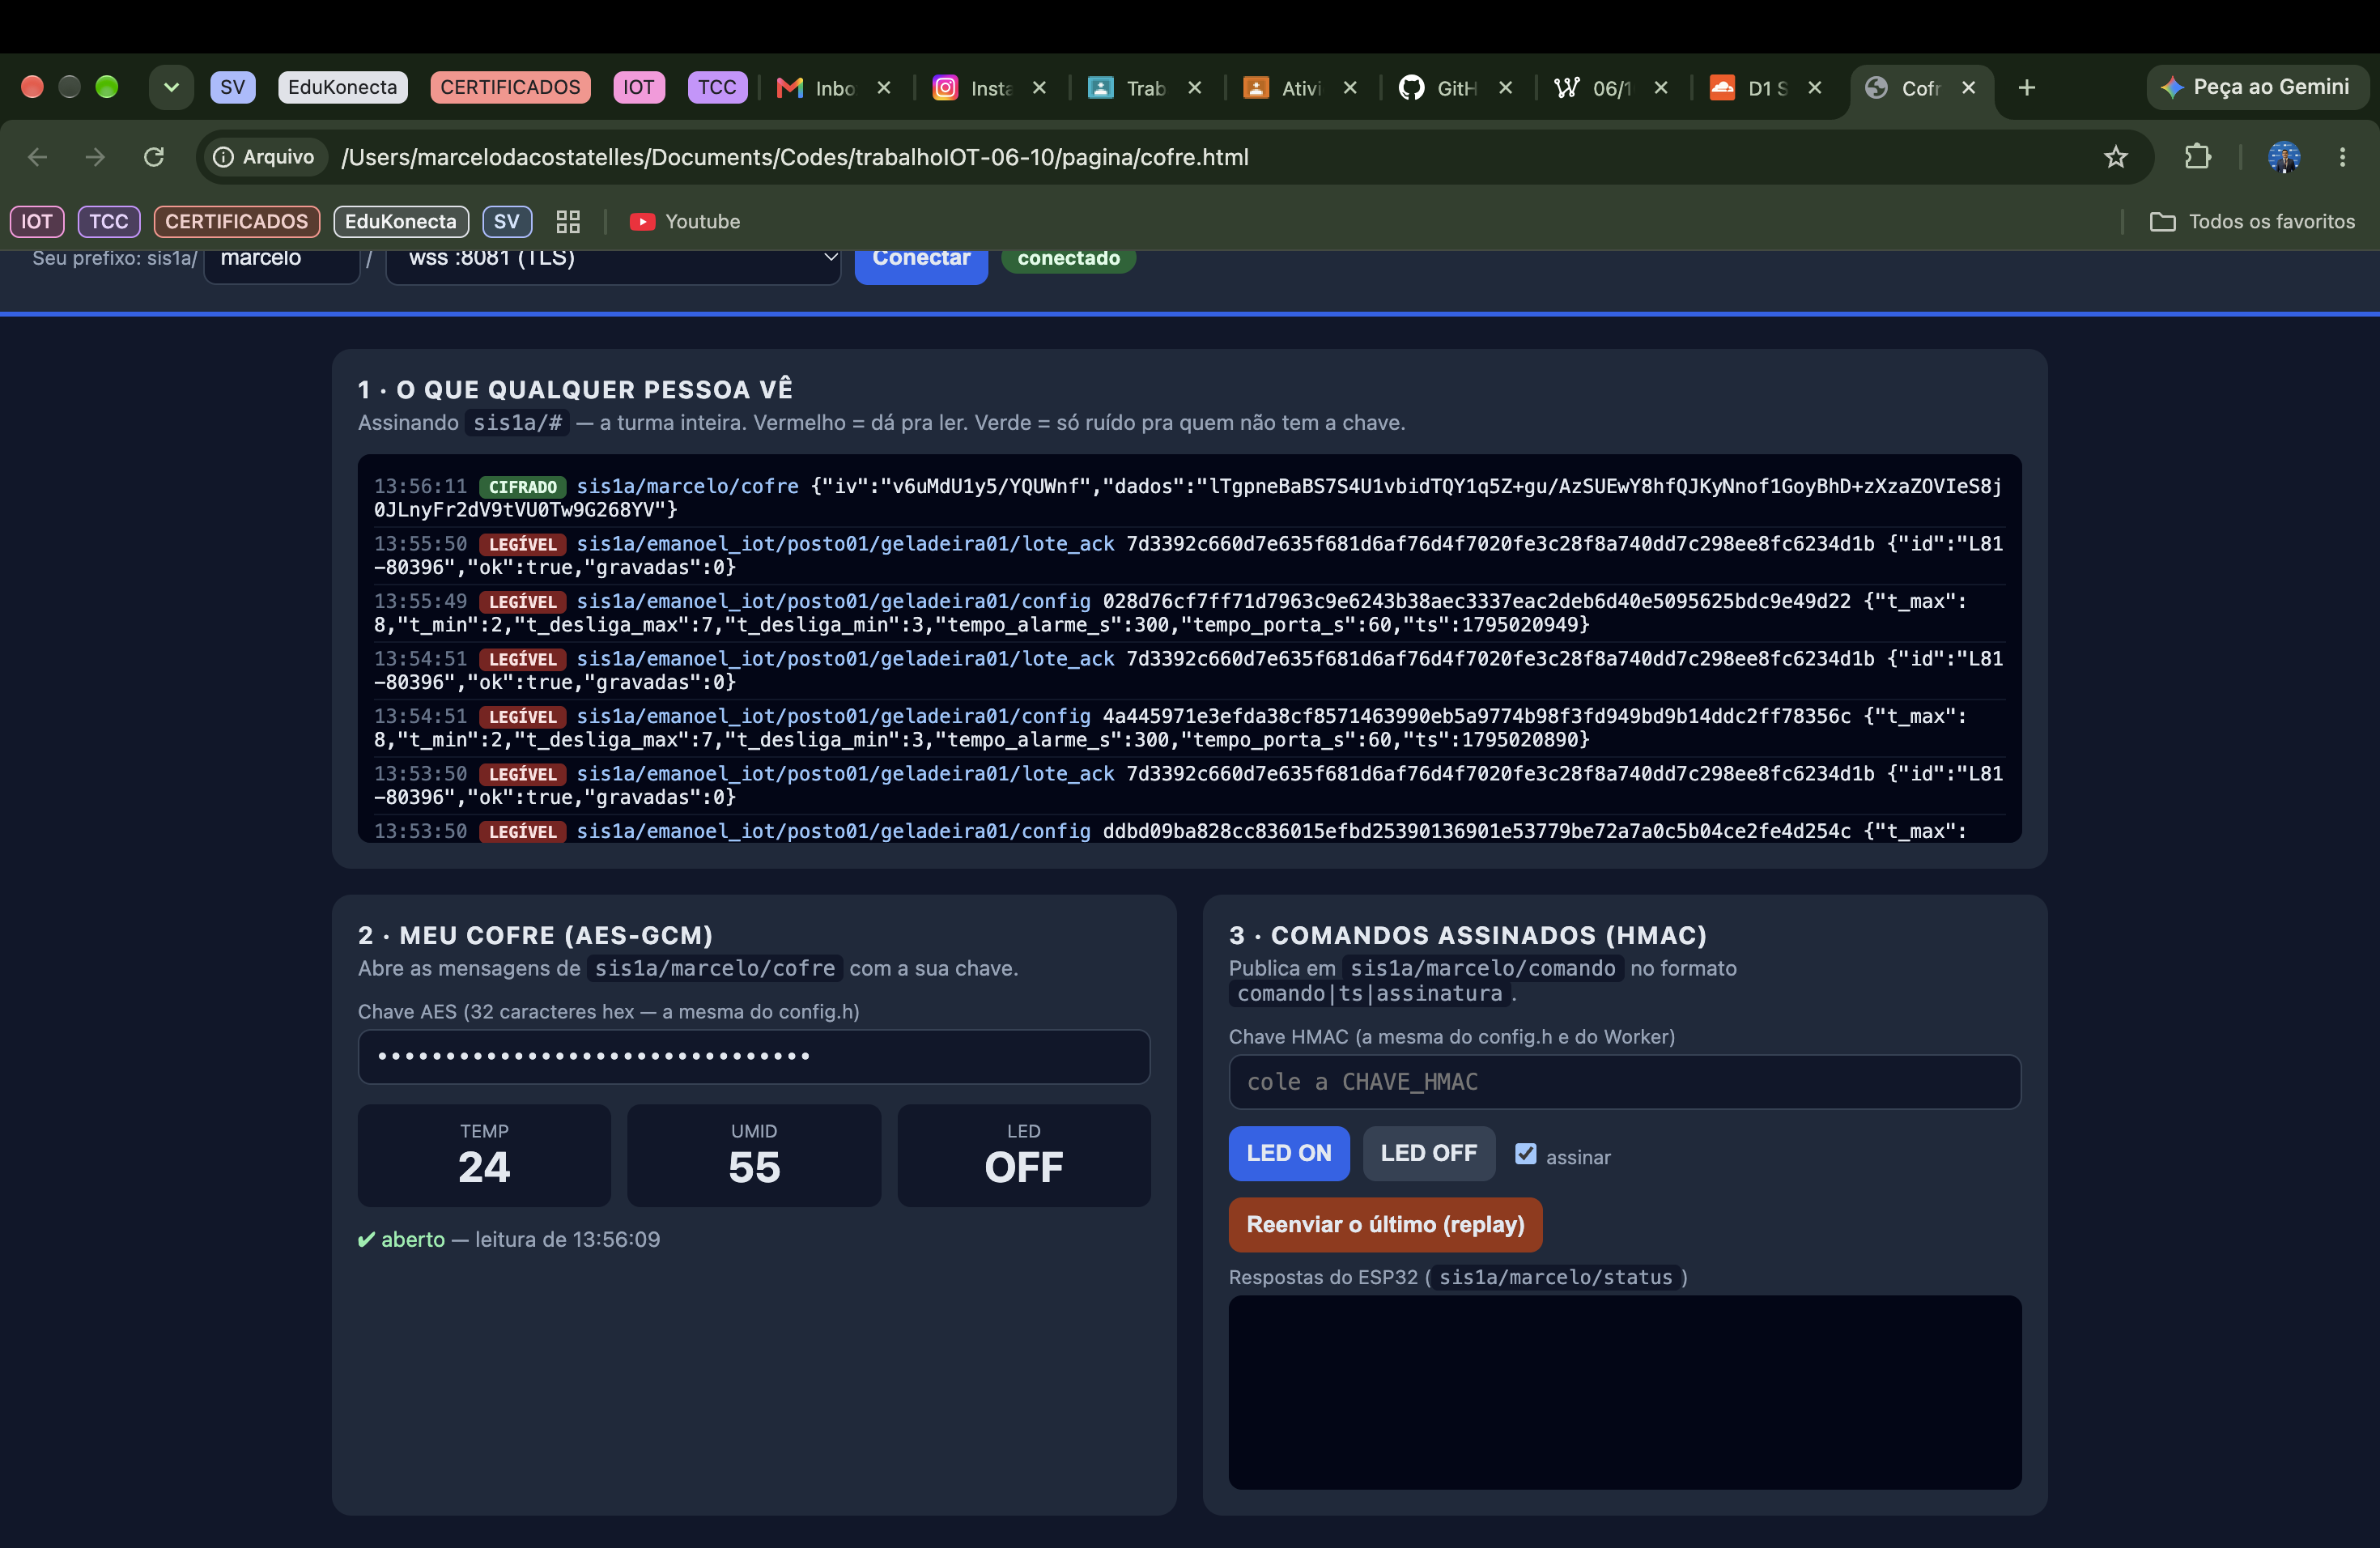 SV
EduKonecta
CERTIFICADOS
IOT
TCC
Inbo
Insta
Trab
Ativi
GitH
06/1
D1 S
Cofr
Peça ao Gemini
Arquivo
/Users/marcelodacostatelles/Documents/Codes/trabalhoIOT-06-10/pagina/cofre.html
IOT
TCC
CERTIFICADOS
EduKonecta
SV
Youtube
Todos os favoritos
Seu prefixo: sis1a/ marcelo / wss :8081 (TLS) Conectar conectado
1 · O QUE QUALQUER PESSOA VÊ
Assinando sis1a/# — a turma inteira. Vermelho = dá pra ler. Verde = só ruído pra quem não tem a chave.
13:56:11 CIFRADO sis1a/marcelo/cofre {"iv":"v6uMdU1y5/YQUWnf","dados":"lTgpneBaBS7S4U1vbidTQY1q5Z+gu/AzSUEwY8hfQJKyNnof1GoyBhD+zXzaZOVIeS8j
0JLnyFr2dV9tVU0Tw9G268YV"}
13:55:50 LEGÍVEL sis1a/emanoel_iot/posto01/geladeira01/lote_ack 7d3392c660d7e635f681d6af76d4f7020fe3c28f8a740dd7c298ee8fc6234d1b {"id":"L81
-80396","ok":true,"gravadas":0}
13:55:49 LEGÍVEL sis1a/emanoel_iot/posto01/geladeira01/config 028d76cf7ff71d7963c9e6243b38aec3337eac2deb6d40e5095625bdc9e49d22 {"t_max":
8,"t_min":2,"t_desliga_max":7,"t_desliga_min":3,"tempo_alarme_s":300,"tempo_porta_s":60,"ts":1795020949}
13:54:51 LEGÍVEL sis1a/emanoel_iot/posto01/geladeira01/lote_ack 7d3392c660d7e635f681d6af76d4f7020fe3c28f8a740dd7c298ee8fc6234d1b {"id":"L81
-80396","ok":true,"gravadas":0}
13:54:51 LEGÍVEL sis1a/emanoel_iot/posto01/geladeira01/config 4a445971e3efda38cf8571463990eb5a9774b98f3fd949bd9b14ddc2ff78356c {"t_max":
8,"t_min":2,"t_desliga_max":7,"t_desliga_min":3,"tempo_alarme_s":300,"tempo_porta_s":60,"ts":1795020890}
13:53:50 LEGÍVEL sis1a/emanoel_iot/posto01/geladeira01/lote_ack 7d3392c660d7e635f681d6af76d4f7020fe3c28f8a740dd7c298ee8fc6234d1b {"id":"L81
-80396","ok":true,"gravadas":0}
13:53:50 LEGÍVEL sis1a/emanoel_iot/posto01/geladeira01/config ddbd09ba828cc836015efbd25390136901e53779be72a7a0c5b04ce2fe4d254c {"t_max":
2 · MEU COFRE (AES-GCM)
Abre as mensagens de sis1a/marcelo/cofre com a sua chave.
Chave AES (32 caracteres hex — a mesma do config.h)
TEMP
24
UMID
55
LED
OFF
✔ aberto — leitura de 13:56:09
3 · COMANDOS ASSINADOS (HMAC)
Publica em sis1a/marcelo/comando no formato
comando|ts|assinatura .
Chave HMAC (a mesma do config.h e do Worker)
cole a CHAVE_HMAC
LED ON
LED OFF
assinar
Reenviar o último (replay)
Respostas do ESP32 ( sis1a/marcelo/status )